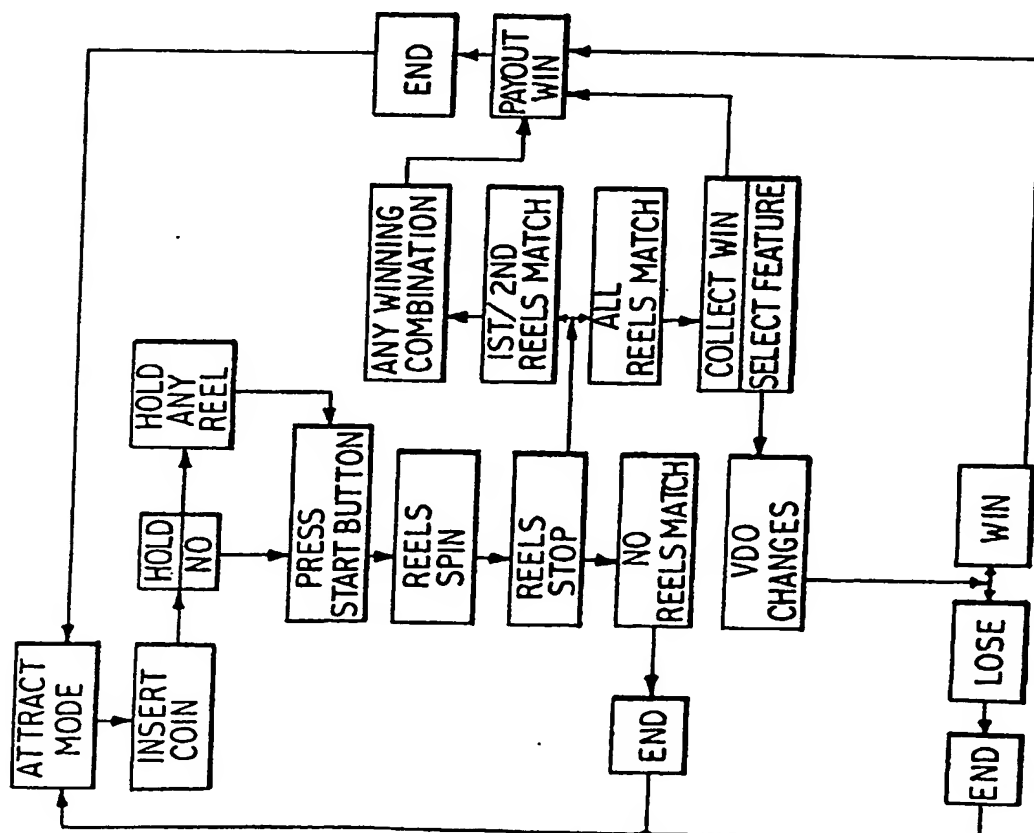 ATTRACT
MODE
INSERT
COIN
HOLD
NO
HOLD
ANY
REEL
PRESS
START BUTTON
REELS
SPIN
REELS
STOP
NO
REELS MATCH
END
1ST/2ND
REELS MATCH
ANY WINNING
COMBINATION
ALL
REELS MATCH
COLLECT WIN
SELECT FEATURE
PAYOUT
WIN
END
VDO
CHANGES
WIN
LOSE
END